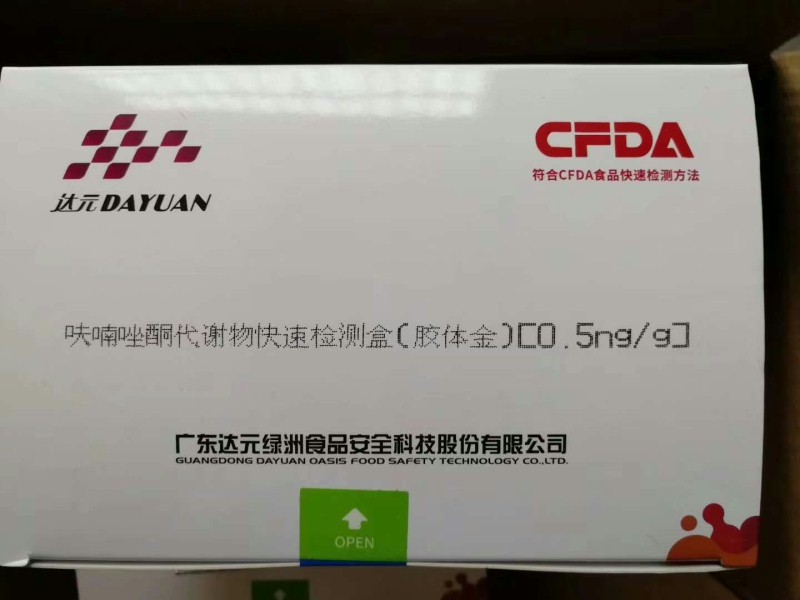 达元DAYUAN
CFDA
符合CFDA食品快速检测方法
呋喃唑酮代谢物快速检测盒(胶体金)[0.5ng/g]
广东达元绿洲食品安全科技股份有限公司
GUANGDONG DAYUAN OASIS FOOD SAFETY TECHNOLOGY CO.,LTD.
OPEN